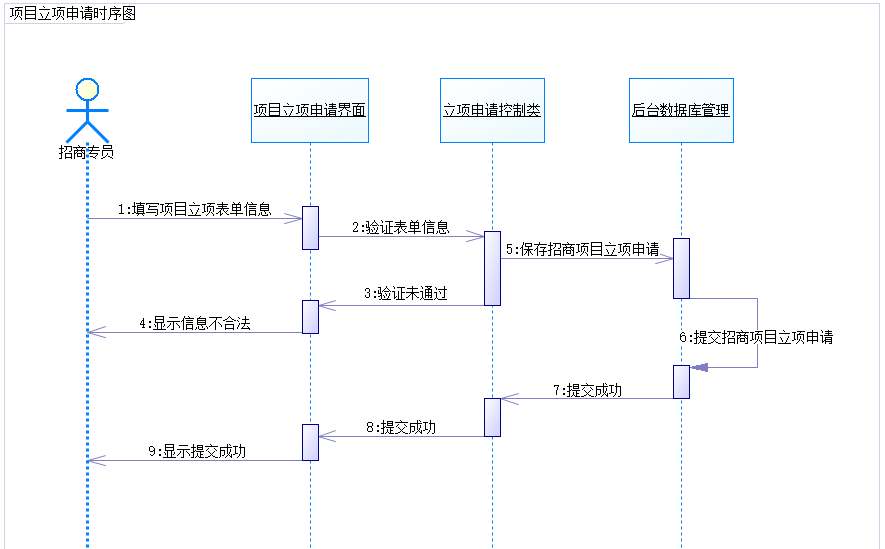 项目立项申请时序图
招商专员
项目立项申请界面
立项申请控制类
后台数据库管理
1:填写项目立项表单信息
2:验证表单信息
5:保存招商项目立项申请
3:验证未通过
4:显示信息不合法
6:提交招商项目立项申请
7:提交成功
8:提交成功
9:显示提交成功